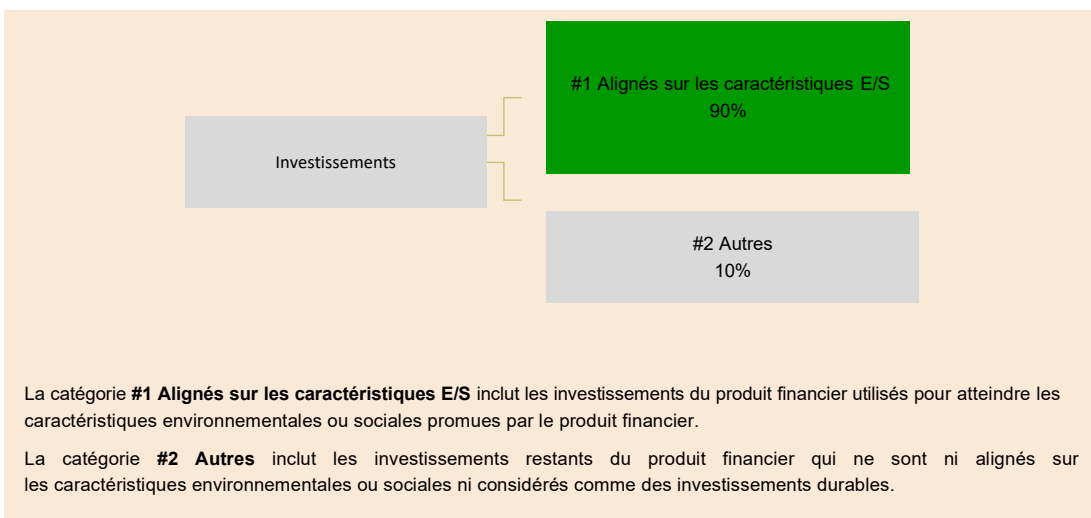 #1 Alignés sur les caractéristiques E/S
90%
Investissements
#2 Autres
10%
La catégorie #1 Alignés sur les caractéristiques E/S inclut les investissements du produit financier utilisés pour atteindre les
caractéristiques environnementales ou sociales promues par le produit financier.
La catégorie #2 Autres inclut les investissements restants du produit financier qui ne sont ni alignés sur
les caractéristiques environnementales ou sociales ni considérés comme des investissements durables.